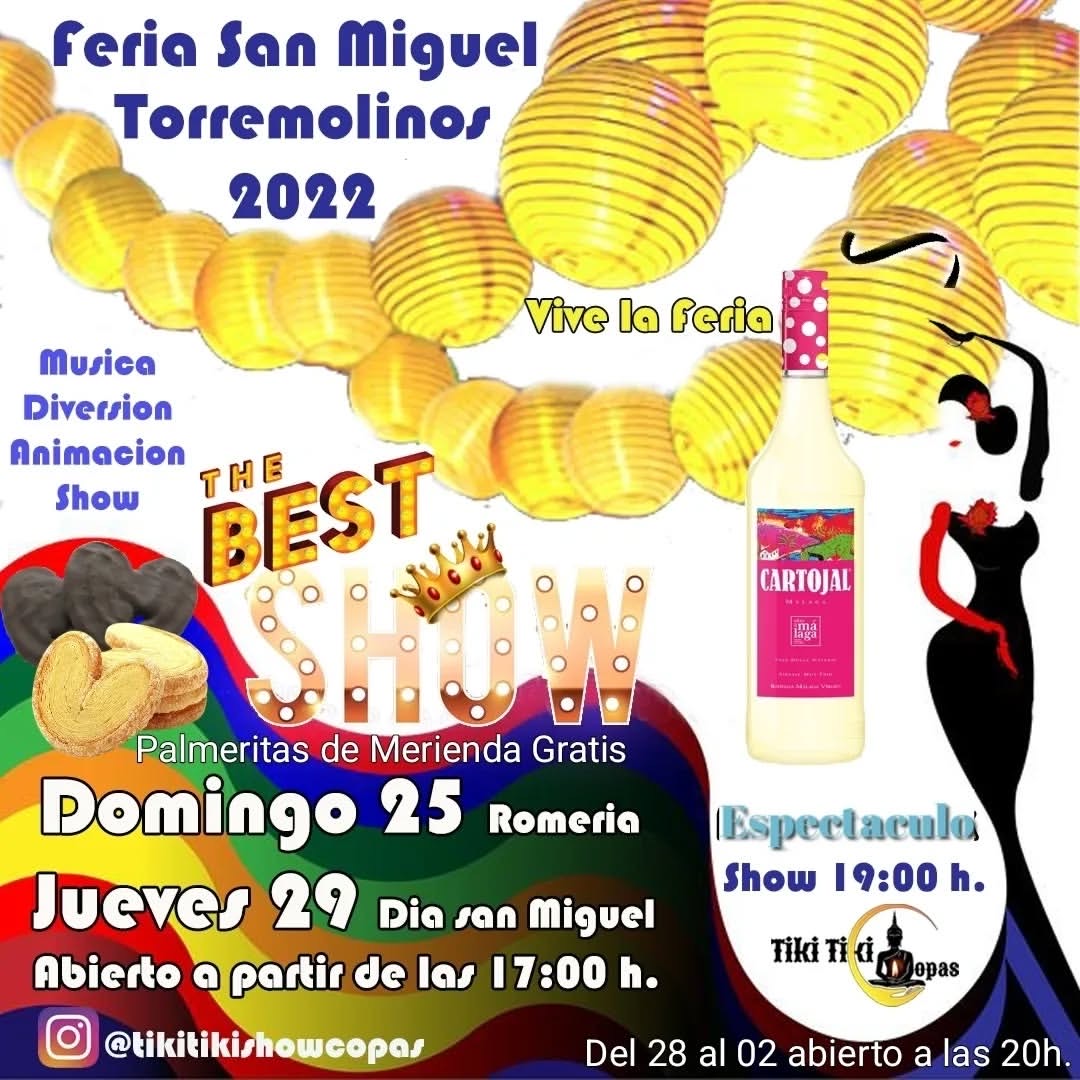 Feria San Miguel
Torremolinos
2022
Vive la Feria
Musica
Diversion
Animacion
Show
THE
BEST
SHOW
CARTOJAL
MALAGA
málaga
Palmeritas de Merienda Gratis
Domingo 25 Romeria
Jueves 29 Dia san Miguel
Abierto a partir de las 17:00 h.
Espectaculo
Show 19:00 h.
Tiki Tiki Copas
@tikitikishowcopas
Del 28 al 02 abierto a las 20h.